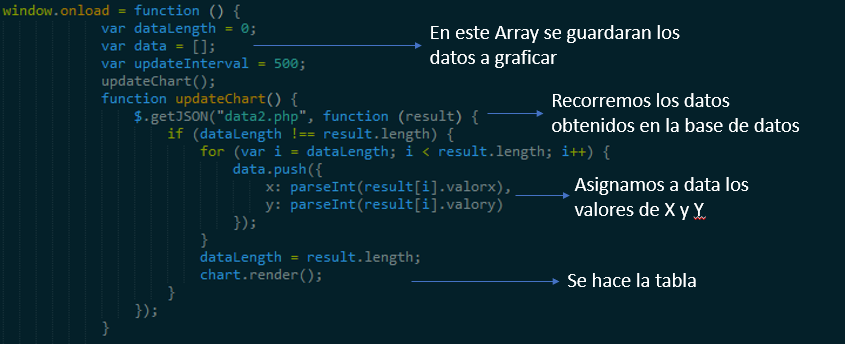 window.onload = function () {
var dataLength = 0;
var data = [];
var updateInterval = 500;
updateChart();
function updateChart() {
$.getJSON("data2.php", function (result) {
if (dataLength !== result.length) {
for (var i = dataLength; i < result.length; i++) {
data.push({
x: parseInt(result[i].valorx),
y: parseInt(result[i].valory)
});
}
dataLength = result.length;
chart.render();
}
});
}
En este Array se guardaran los
datos a graficar
Recorremos los datos
obtenidos en la base de datos
Asignamos a data los
valores de X y Y
Se hace la tabla